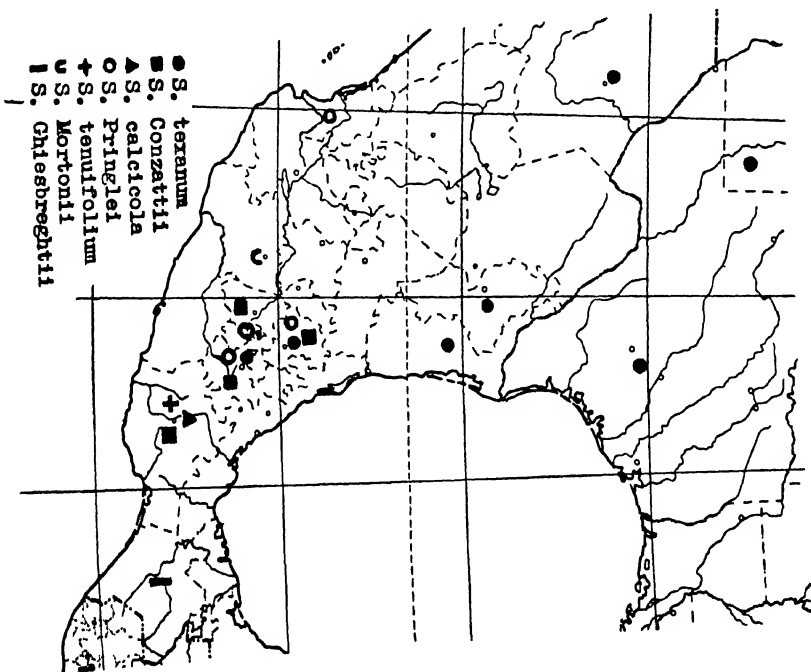 ● S. texanum
■ S. Conzattii
▲ S. calcicola
○ S. Pringlei
+ S. tenuifolium
∪ S. Mortonii
▌ S. Ghiesbreghtii